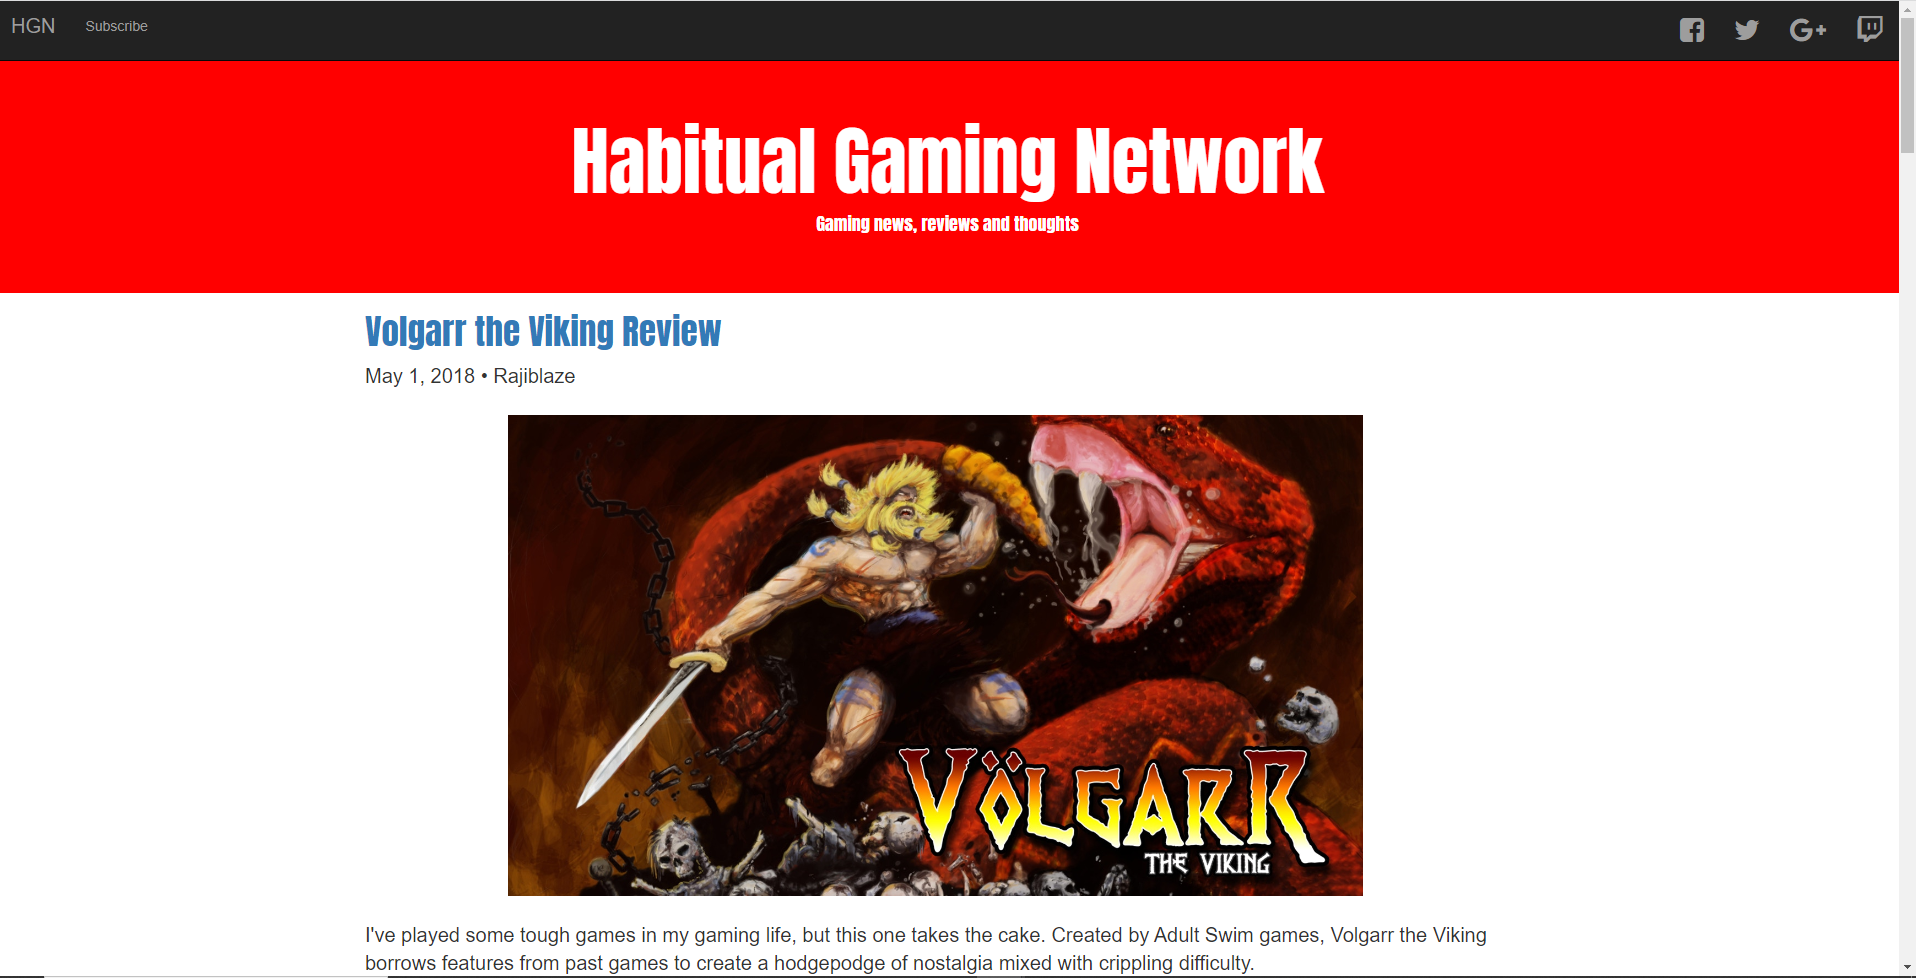 HGN Subscribe
Habitual Gaming Network
Gaming news, reviews and thoughts
Volgarr the Viking Review
May 1, 2018 • Rajiblaze
VÖLGARR
THE VIKING
I've played some tough games in my gaming life, but this one takes the cake. Created by Adult Swim games, Volgarr the Viking
borrows features from past games to create a hodgepodge of nostalgia mixed with crippling difficulty.